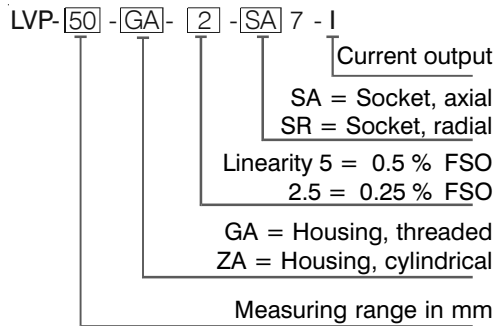 LVP- 50 - GA - 2 - SA 7 - I
Current output
SA = Socket, axial
SR = Socket, radial
Linearity 5 = 0.5 % FSO
2.5 = 0.25 % FSO
GA = Housing, threaded
ZA = Housing, cylindrical
Measuring range in mm